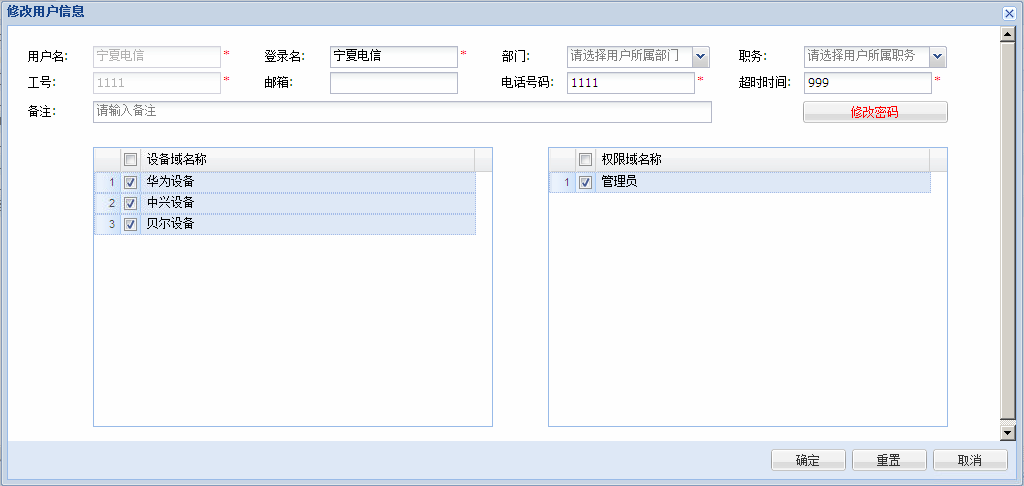 修改用户信息
用户名: 宁夏电信 * 登录名: 宁夏电信 * 部门: 请选择用户所属部门 职务: 请选择用户所属职务
工号: 1111 * 邮箱: 电话号码: 1111 * 超时时间: 999 *
备注: 请输入备注 修改密码
设备域名称 权限域名称
1 华为设备 1 管理员
2 中兴设备
3 贝尔设备
确定 重置 取消